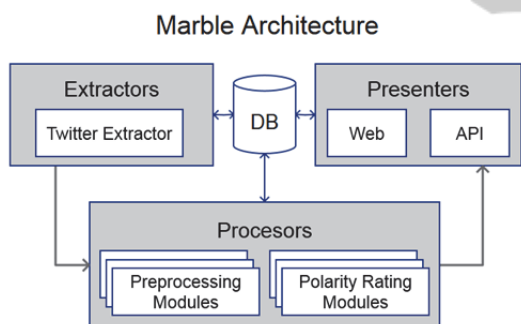 Marble Architecture
Extractors
Twitter Extractor
DB
Presenters
Web
API
Procesors
Preprocessing
Modules
Polarity Rating
Modules